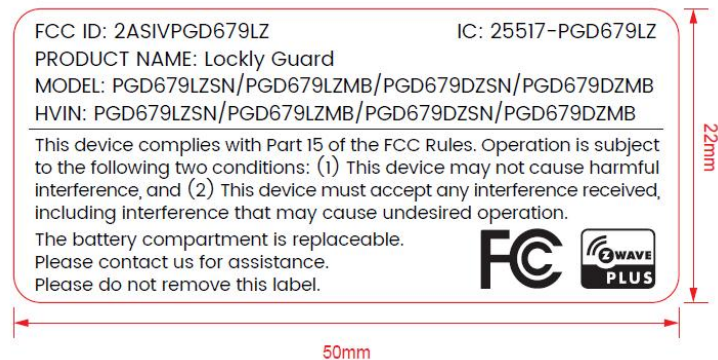 FCC ID: 2ASIVPGD679LZ IC: 25517-PGD679LZ
PRODUCT NAME: Lockly Guard
MODEL: PGD679LZSN/PGD679LZMB/PGD679DZSN/PGD679DZMB
HVIN: PGD679LZSN/PGD679LZMB/PGD679DZSN/PGD679DZMB
This device complies with Part 15 of the FCC Rules. Operation is subject
to the following two conditions: (1) This device may not cause harmful
interference, and (2) This device must accept any interference received,
including interference that may cause undesired operation.
The battery compartment is replaceable.
Please contact us for assistance.
Please do not remove this label.
FC
Z WAVE
PLUS
22mm
50mm